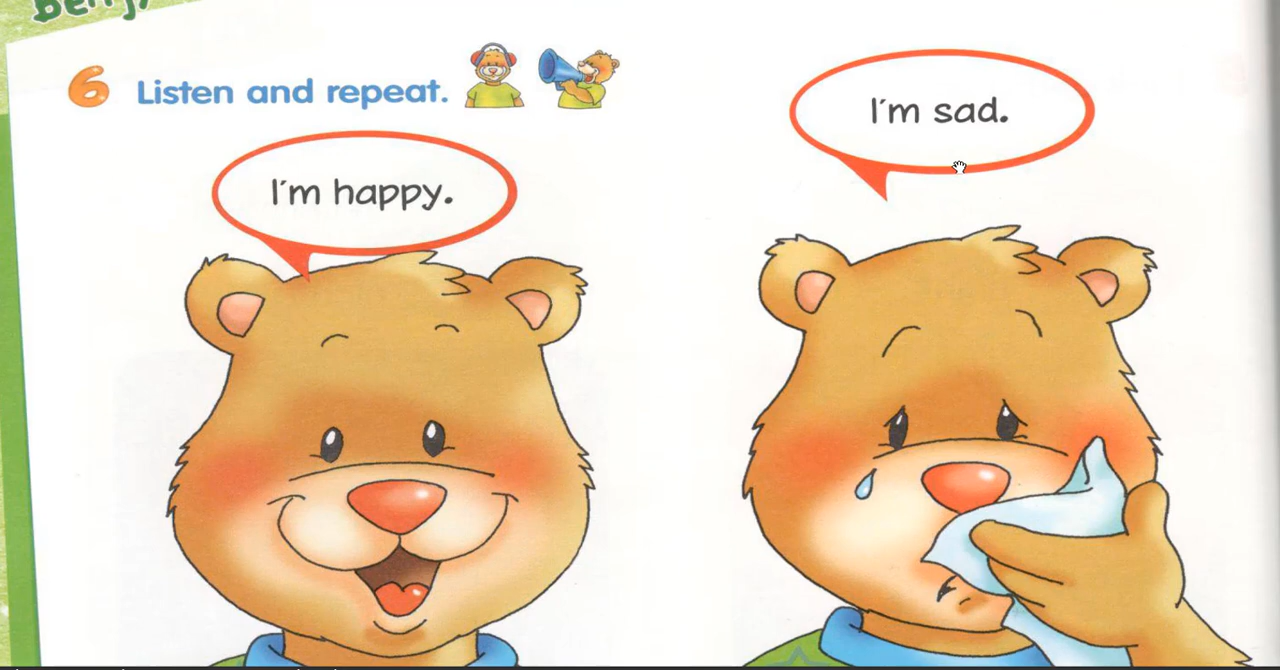 6 Listen and repeat.
I'm happy.
I'm sad.